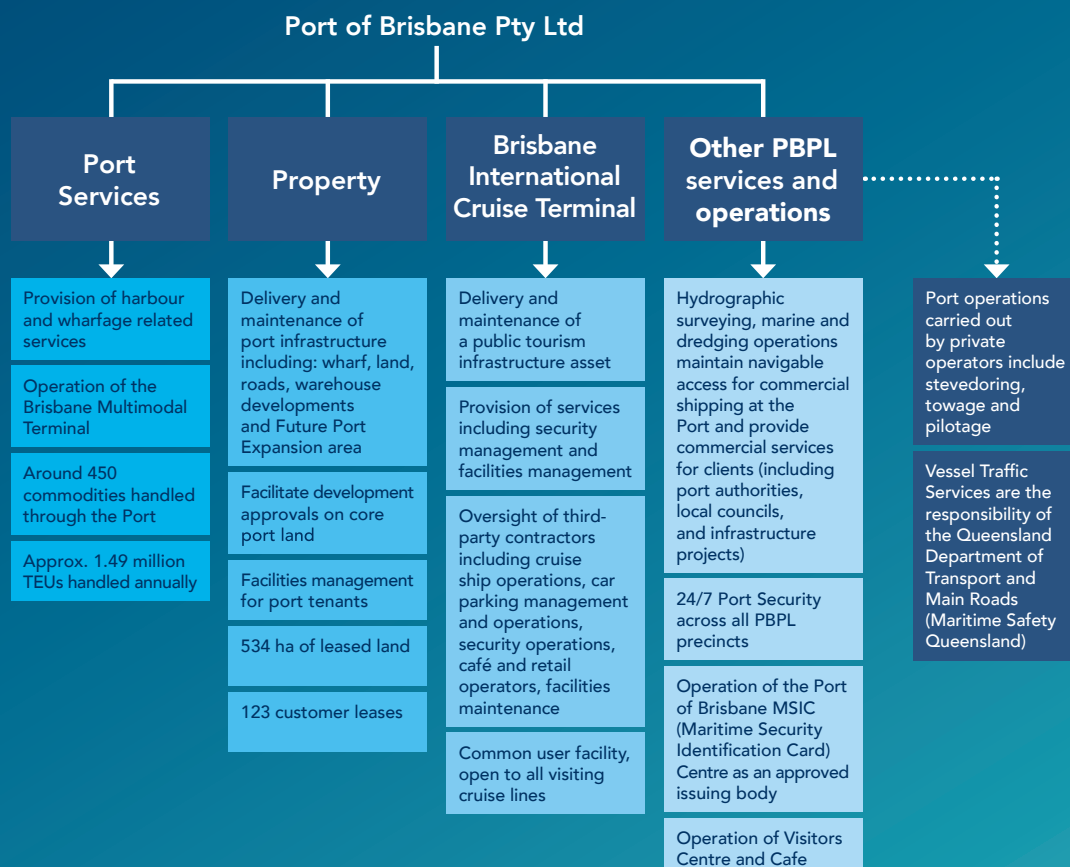 Port of Brisbane Pty Ltd
Port
Services
Provision of harbour
and wharfage related
services
Operation of the
Brisbane Multimodal
Terminal
Around 450
commodities handled
through the Port
Approx. 1.49 million
TEUs handled annually
Property
Delivery and
maintenance of
port infrastructure
including: wharf, land,
roads, warehouse
developments
and Future Port
Expansion area
Facilitate development
approvals on core
port land
Facilities management
for port tenants
534 ha of leased land
123 customer leases
Brisbane
International
Cruise Terminal
Delivery and
maintenance of
a public tourism
infrastructure asset
Provision of services
including security
management and
facilities management
Oversight of third-
party contractors
including cruise
ship operations, car
parking management
and operations,
security operations,
café and retail
operators, facilities
maintenance
Common user facility,
open to all visiting
cruise lines
Other PBPL
services and
operations
Hydrographic
surveying, marine and
dredging operations
maintain navigable
access for commercial
shipping at the
Port and provide
commercial services
for clients (including
port authorities,
local councils,
and infrastructure
projects)
24/7 Port Security
across all PBPL
precincts
Operation of the Port
of Brisbane MSIC
(Maritime Security
Identification Card)
Centre as an approved
issuing body
Operation of Visitors
Centre and Cafe
Port operations
carried out
by private
operators include
stevedoring,
towage and
pilotage
Vessel Traffic
Services are the
responsibility of
the Queensland
Department of
Transport and
Main Roads
(Maritime Safety
Queensland)